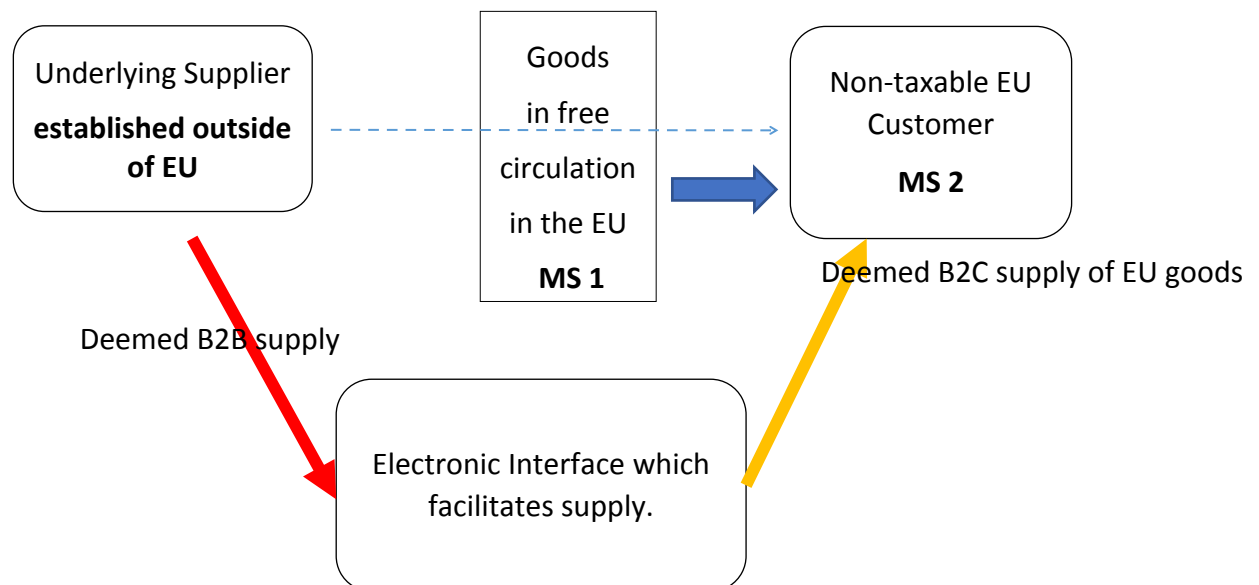 Underlying Supplier
established outside
of EU
Goods
in free
circulation
in the EU
MS 1
Non-taxable EU
Customer
MS 2
Deemed B2C supply of EU goods
Deemed B2B supply
Electronic Interface which
facilitates supply.